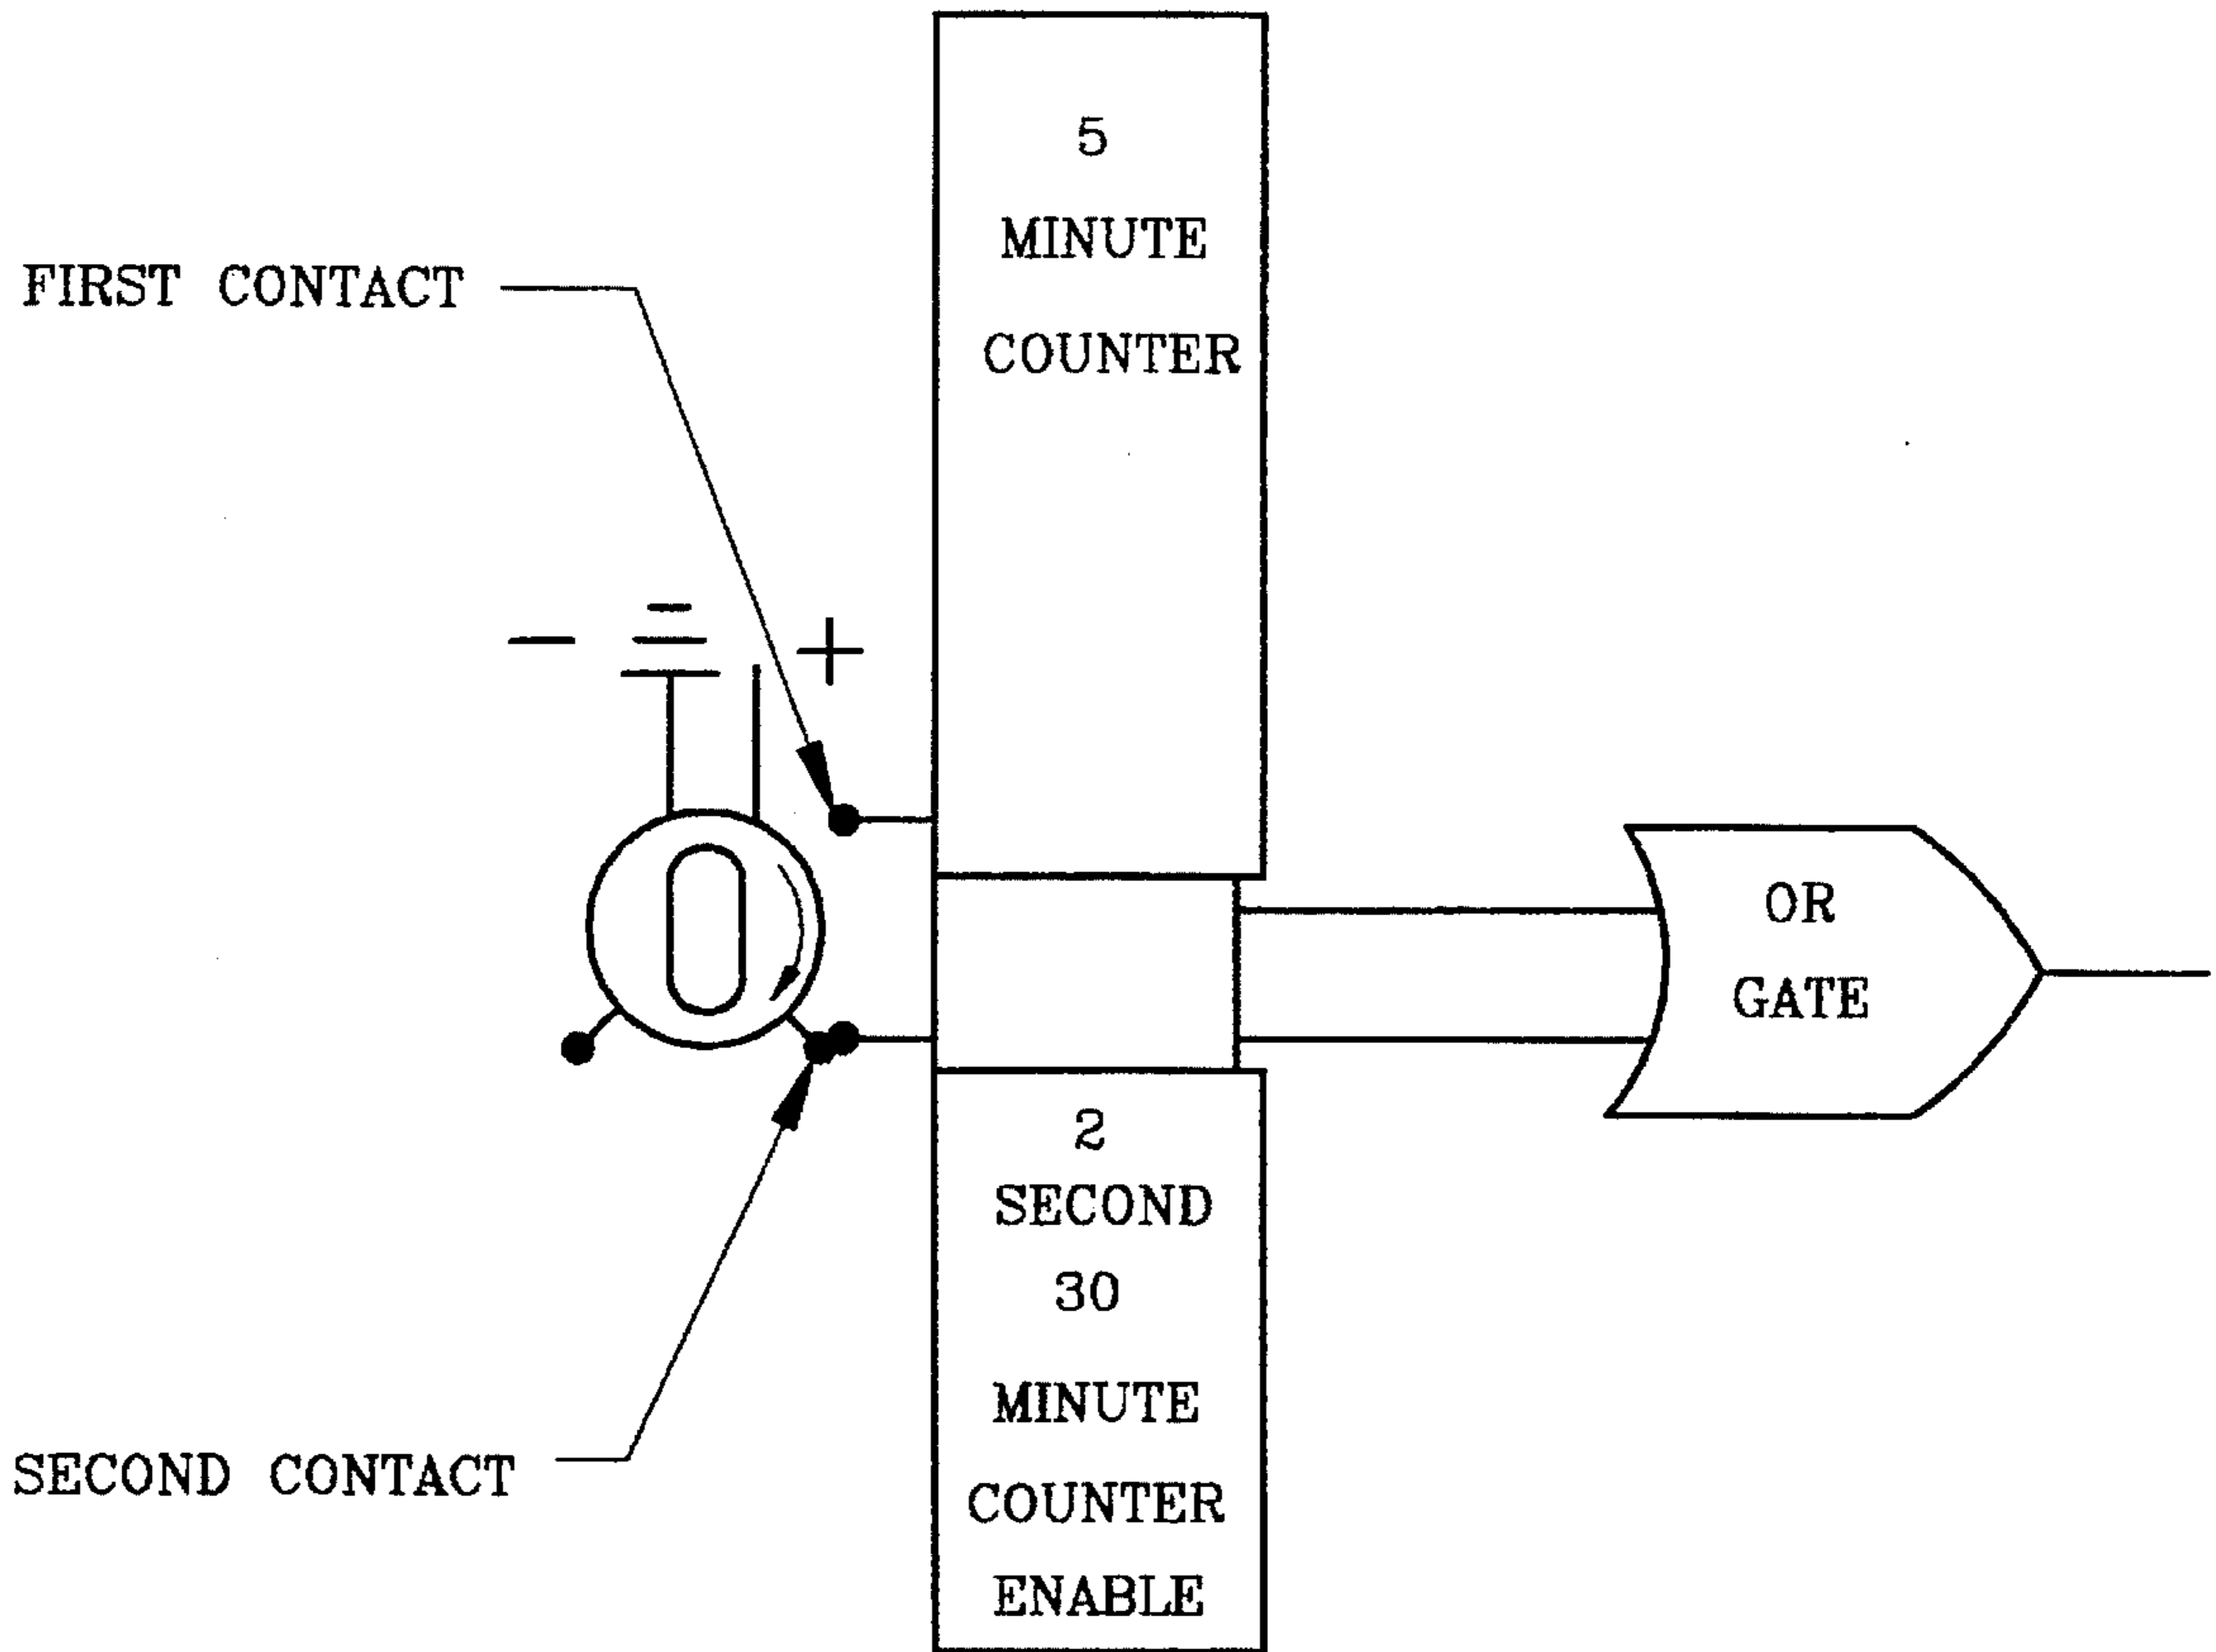 5
MINUTE
COUNTER
FIRST CONTACT
- +
OR
GATE
2
SECOND
30
MINUTE
COUNTER
ENABLE
SECOND CONTACT